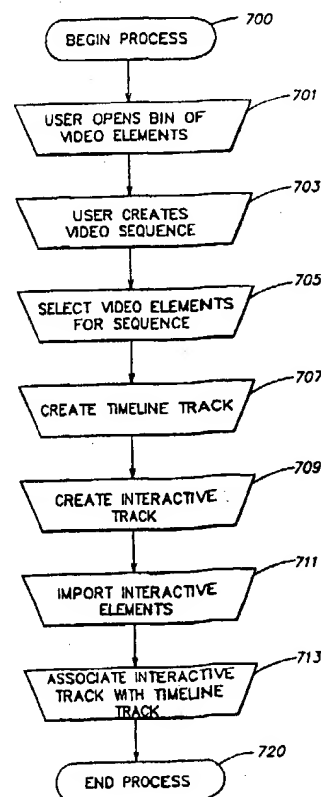 700
BEGIN PROCESS
701
USER OPENS BIN OF
VIDEO ELEMENTS
703
USER CREATES
VIDEO SEQUENCE
705
SELECT VIDEO ELEMENTS
FOR SEQUENCE
707
CREATE TIMELINE TRACK
709
CREATE INTERACTIVE
TRACK
711
IMPORT INTERACTIVE
ELEMENTS
713
ASSOCIATE INTERACTIVE
TRACK WITH TIMELINE
TRACK
720
END PROCESS